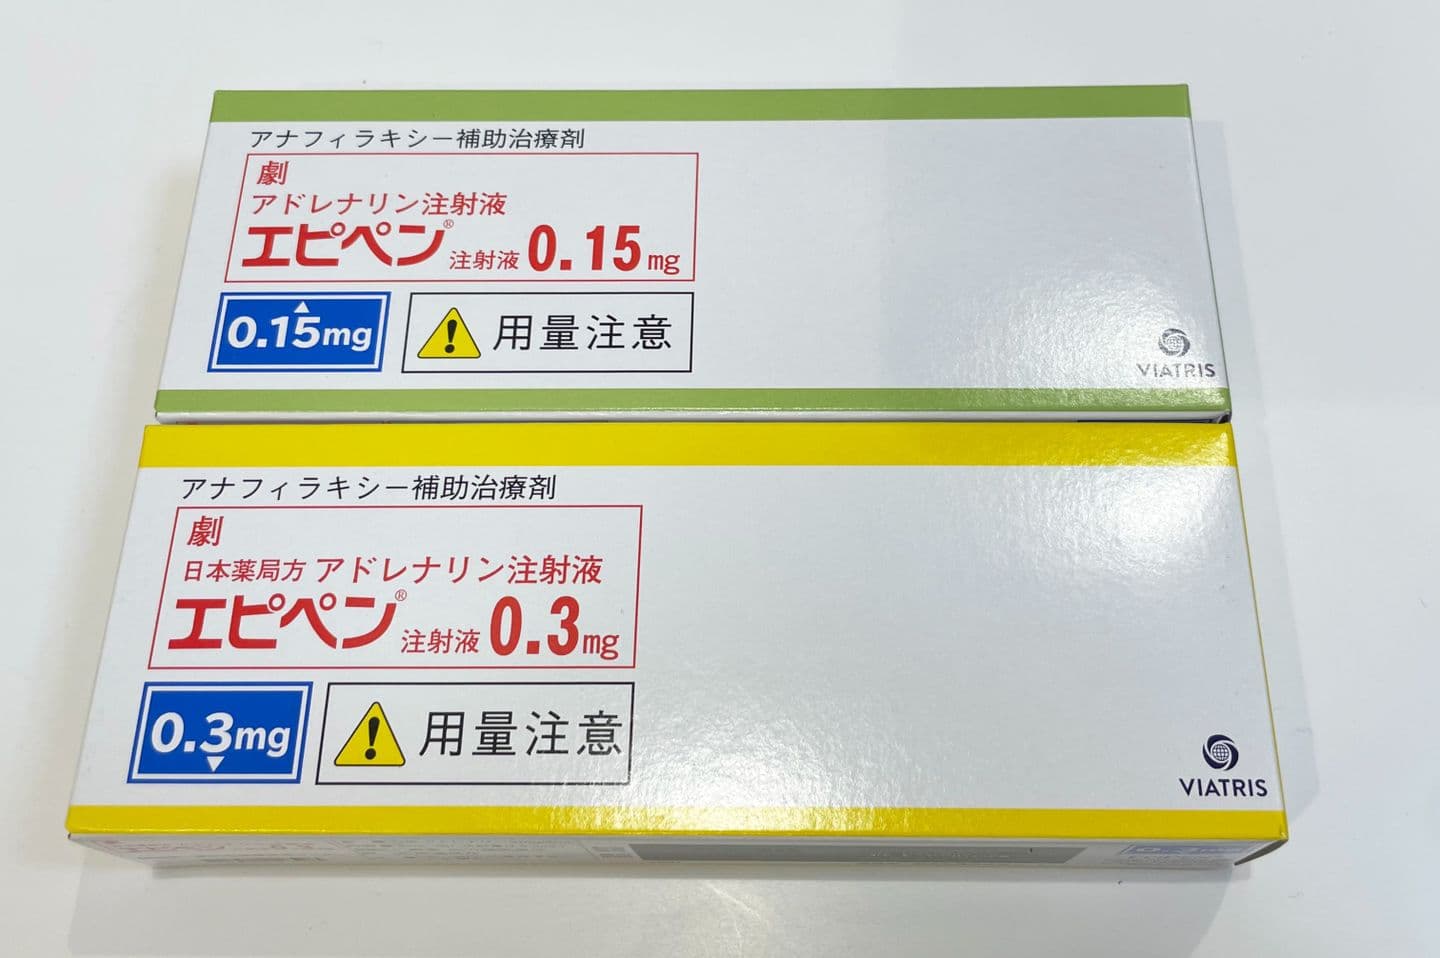 アナフィラキシー補助治療剤
劇
アドレナリン注射液
エピペン® 注射液 0.15mg
0.15mg
用量注意
VIATRIS
アナフィラキシー補助治療剤
劇
日本薬局方 アドレナリン注射液
エピペン® 注射液 0.3mg
0.3mg
用量注意
VIATRIS